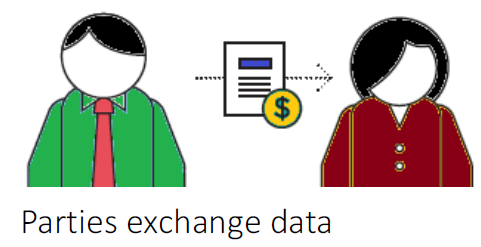 $
Parties exchange data